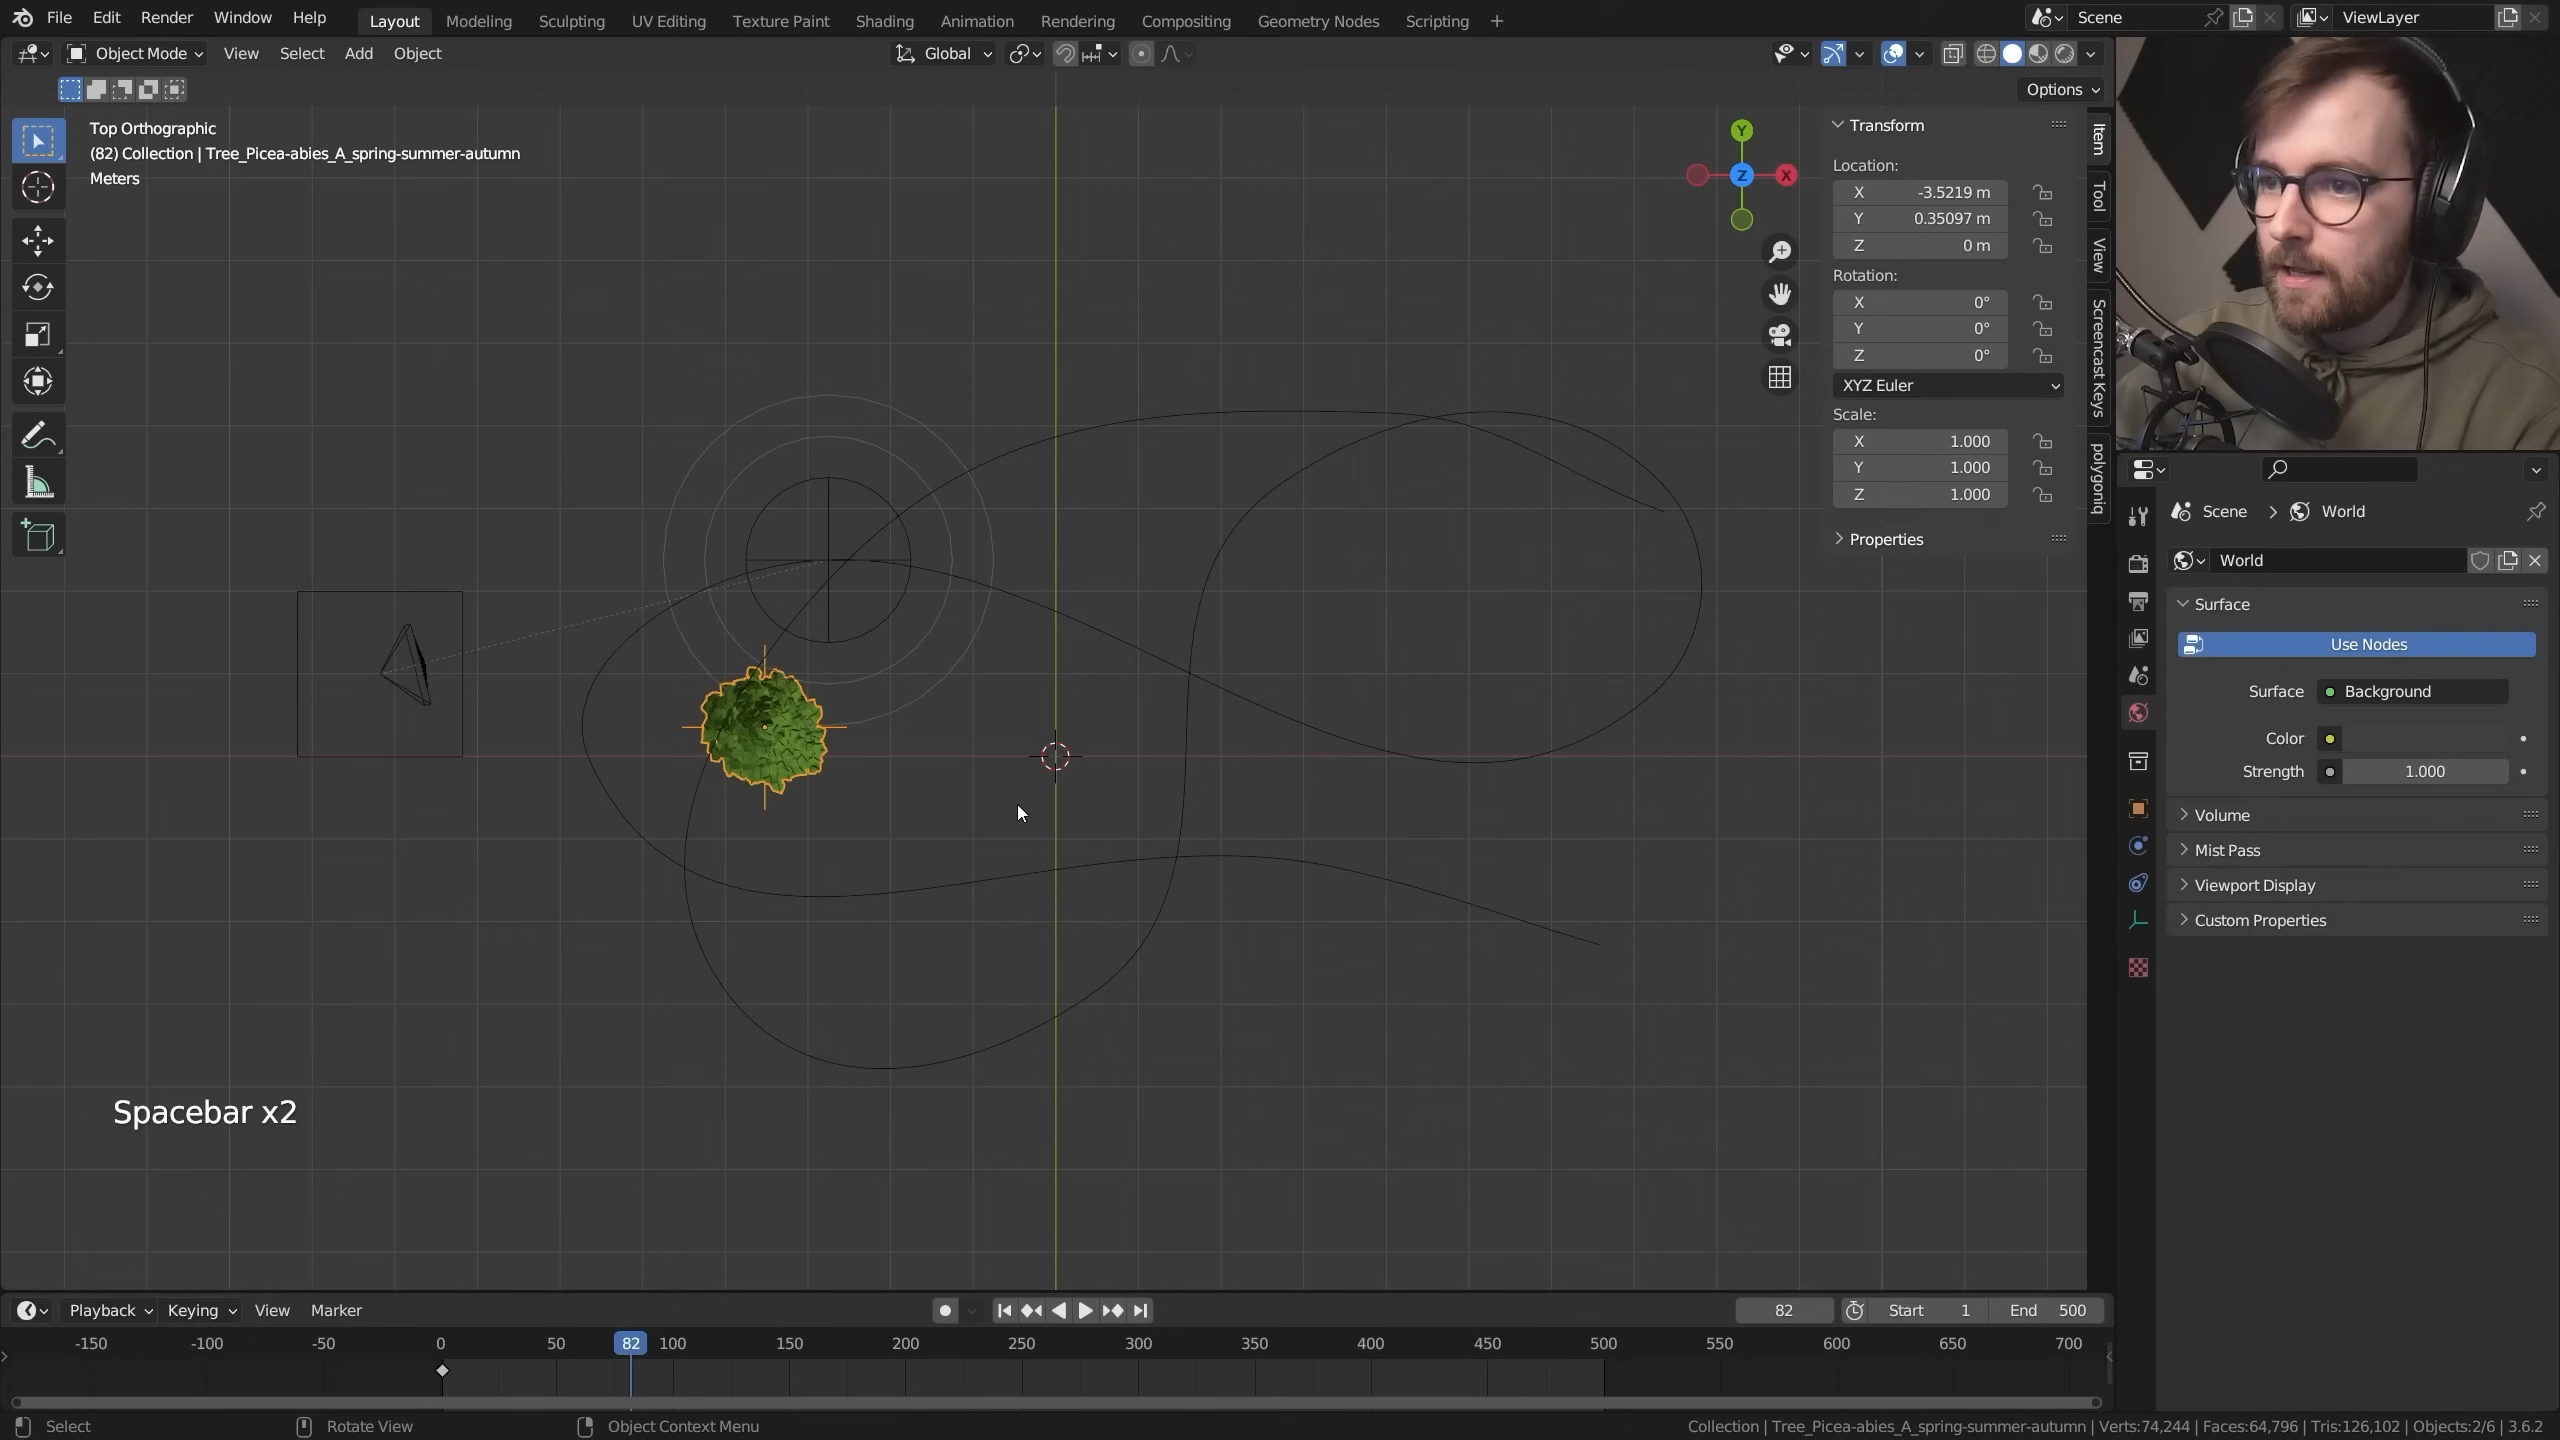 File Edit Render Window Help Layout Modeling Sculpting UV Editing Texture Paint Shading Animation Rendering Compositing Geometry Nodes Scripting + Scene ViewLayer
Object Mode View Select Add Object Global
Options
Top Orthographic
(82) Collection | Tree_Picea-abies_A_spring-summer-autumn
Meters
Y
Z
X
Transform
Location:
X -3.5219 m
Y 0.35097 m
Z 0 m
Rotation:
X 0°
Y 0°
Z 0°
XYZ Euler
Scale:
X 1.000
Y 1.000
Z 1.000
Properties
Item
Tool
View
Screencast Keys
polygoniq
Scene > World
World
Surface
Use Nodes
Surface Background
Color
Strength 1.000
Volume
Mist Pass
Viewport Display
Custom Properties
Spacebar x2
Playback Keying View Marker 82 Start 1 End 500
-150 -100 -50 0 50 82 100 150 200 250 300 350 400 450 500 550 600 650 700
Select Rotate View Object Context Menu Collection | Tree_Picea-abies_A_spring-summer-autumn | Verts:74,244 | Faces:64,796 | Tris:126,102 | Objects:2/6 | 3.6.2